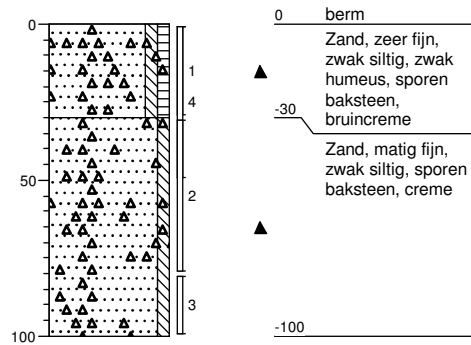 0
50
100
1
4
2
3
0 berm
Zand, zeer fijn,
zwak siltig, zwak
humeus, sporen
baksteen,
bruincreme
-30
Zand, matig fijn,
zwak siltig, sporen
baksteen, creme
-100